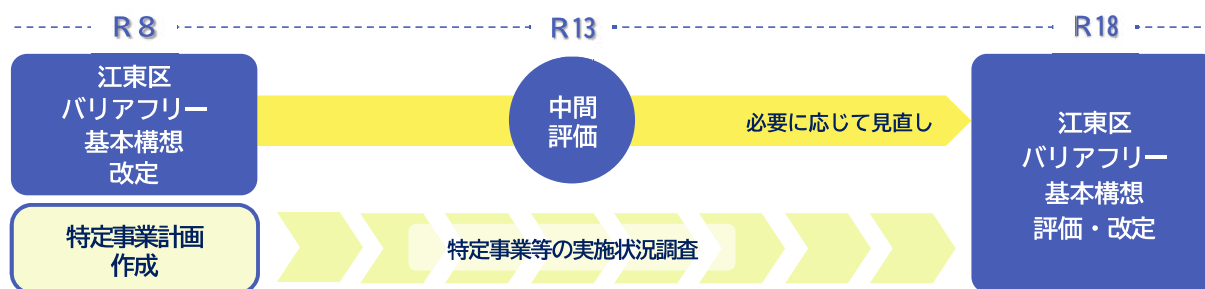 R8
R13
R18
江東区
バリアフリー
基本構想
改定
中間
評価
必要に応じて見直し
江東区
バリアフリー
基本構想
評価・改定
特定事業計画
作成
特定事業等の実施状況調査